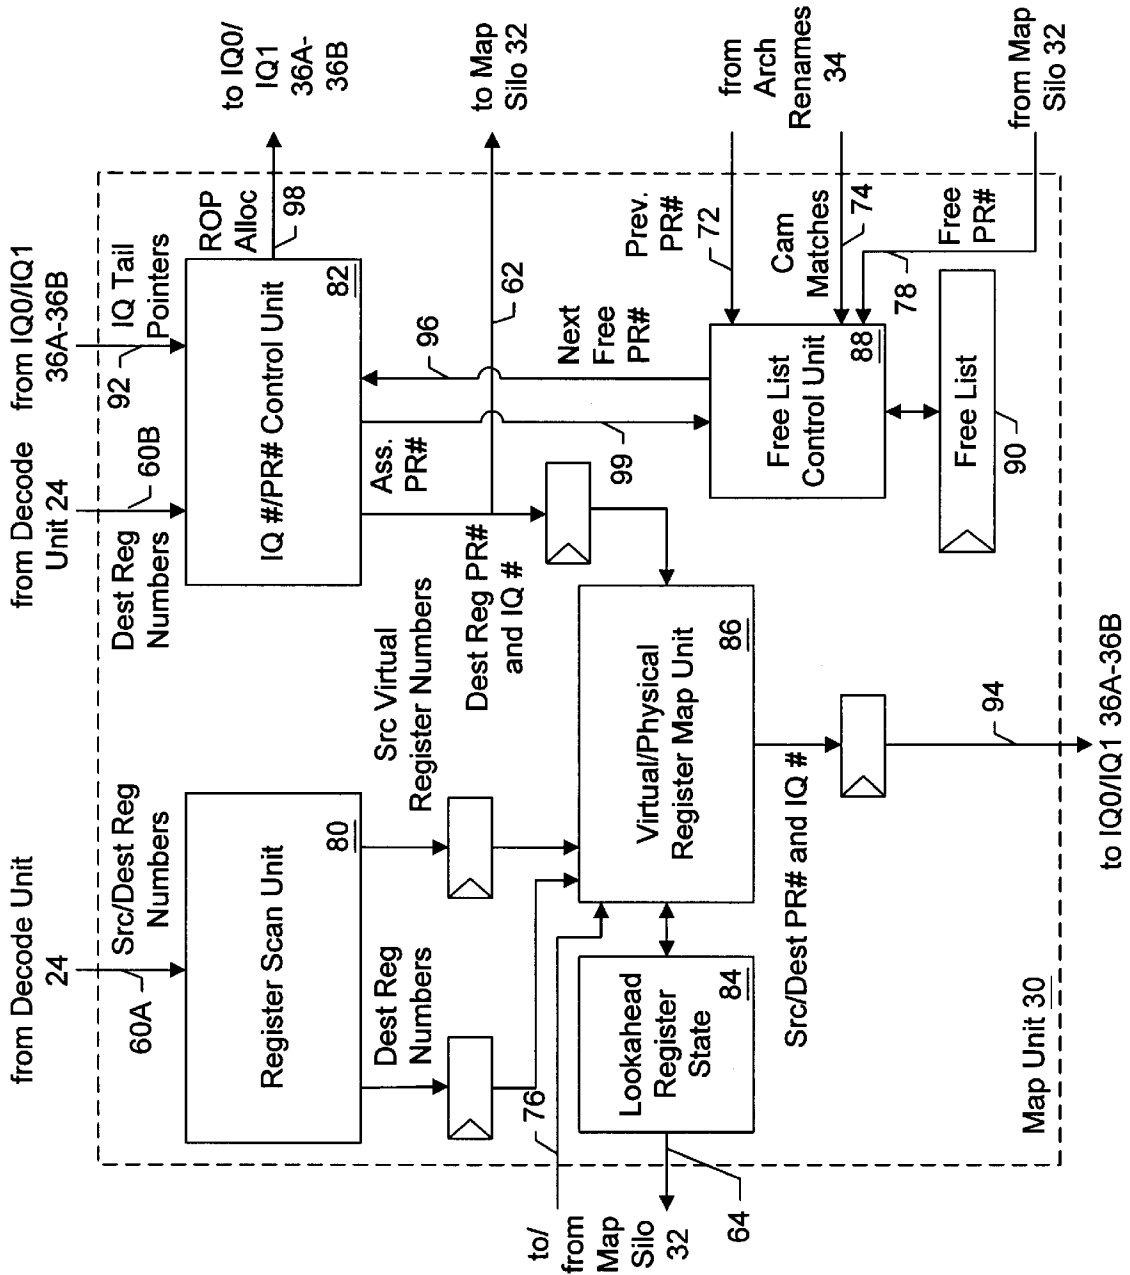 from Decode Unit
24
Src/Dest Reg
Numbers
60A
from Decode
Unit 24
Dest Reg
Numbers
60B
from IQ0/IQ1
36A-36B
92
IQ Tail
Pointers
ROP
Alloc
98
to IQ0/
IQ1
36A-
36B
Register Scan Unit
80
IQ #/PR# Control Unit
82
to Map
Silo 32
Dest Reg
Numbers
Src Virtual
Register Numbers
Ass.
PR#
96
62
Dest Reg PR#
and IQ #
99
Next
Free
PR#
Prev.
PR#
72
from
Arch
Renames
34
Cam
Matches
74
to/
from
Map
Silo
32
76
64
Lookahead
Register
State
84
Virtual/Physical
Register Map Unit
86
Free List
Control Unit
88
78
Free
PR#
from Map
Silo 32
Src/Dest PR# and IQ #
Free List
90
94
Map Unit 30
to IQ0/IQ1 36A-36B